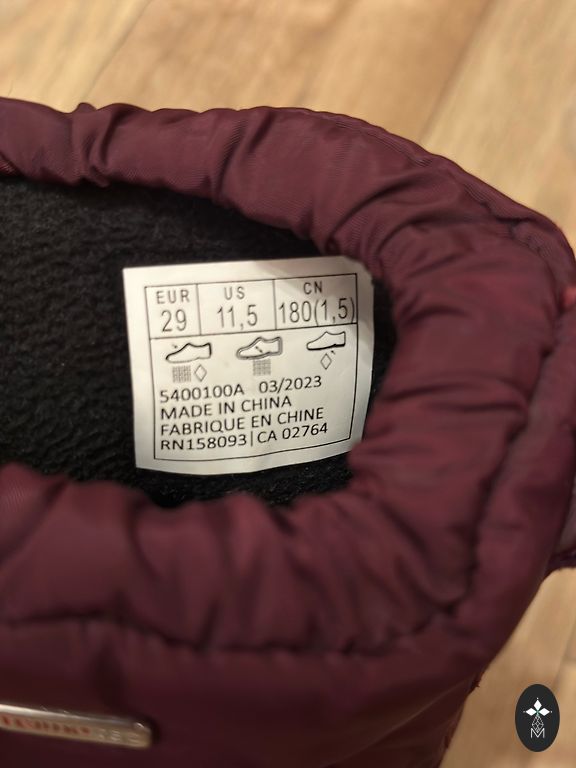 EUR US CN
29 11,5 180(1,5)
5400100A 03/2023
MADE IN CHINA
FABRIQUE EN CHINE
RN158093|CA 02764
M